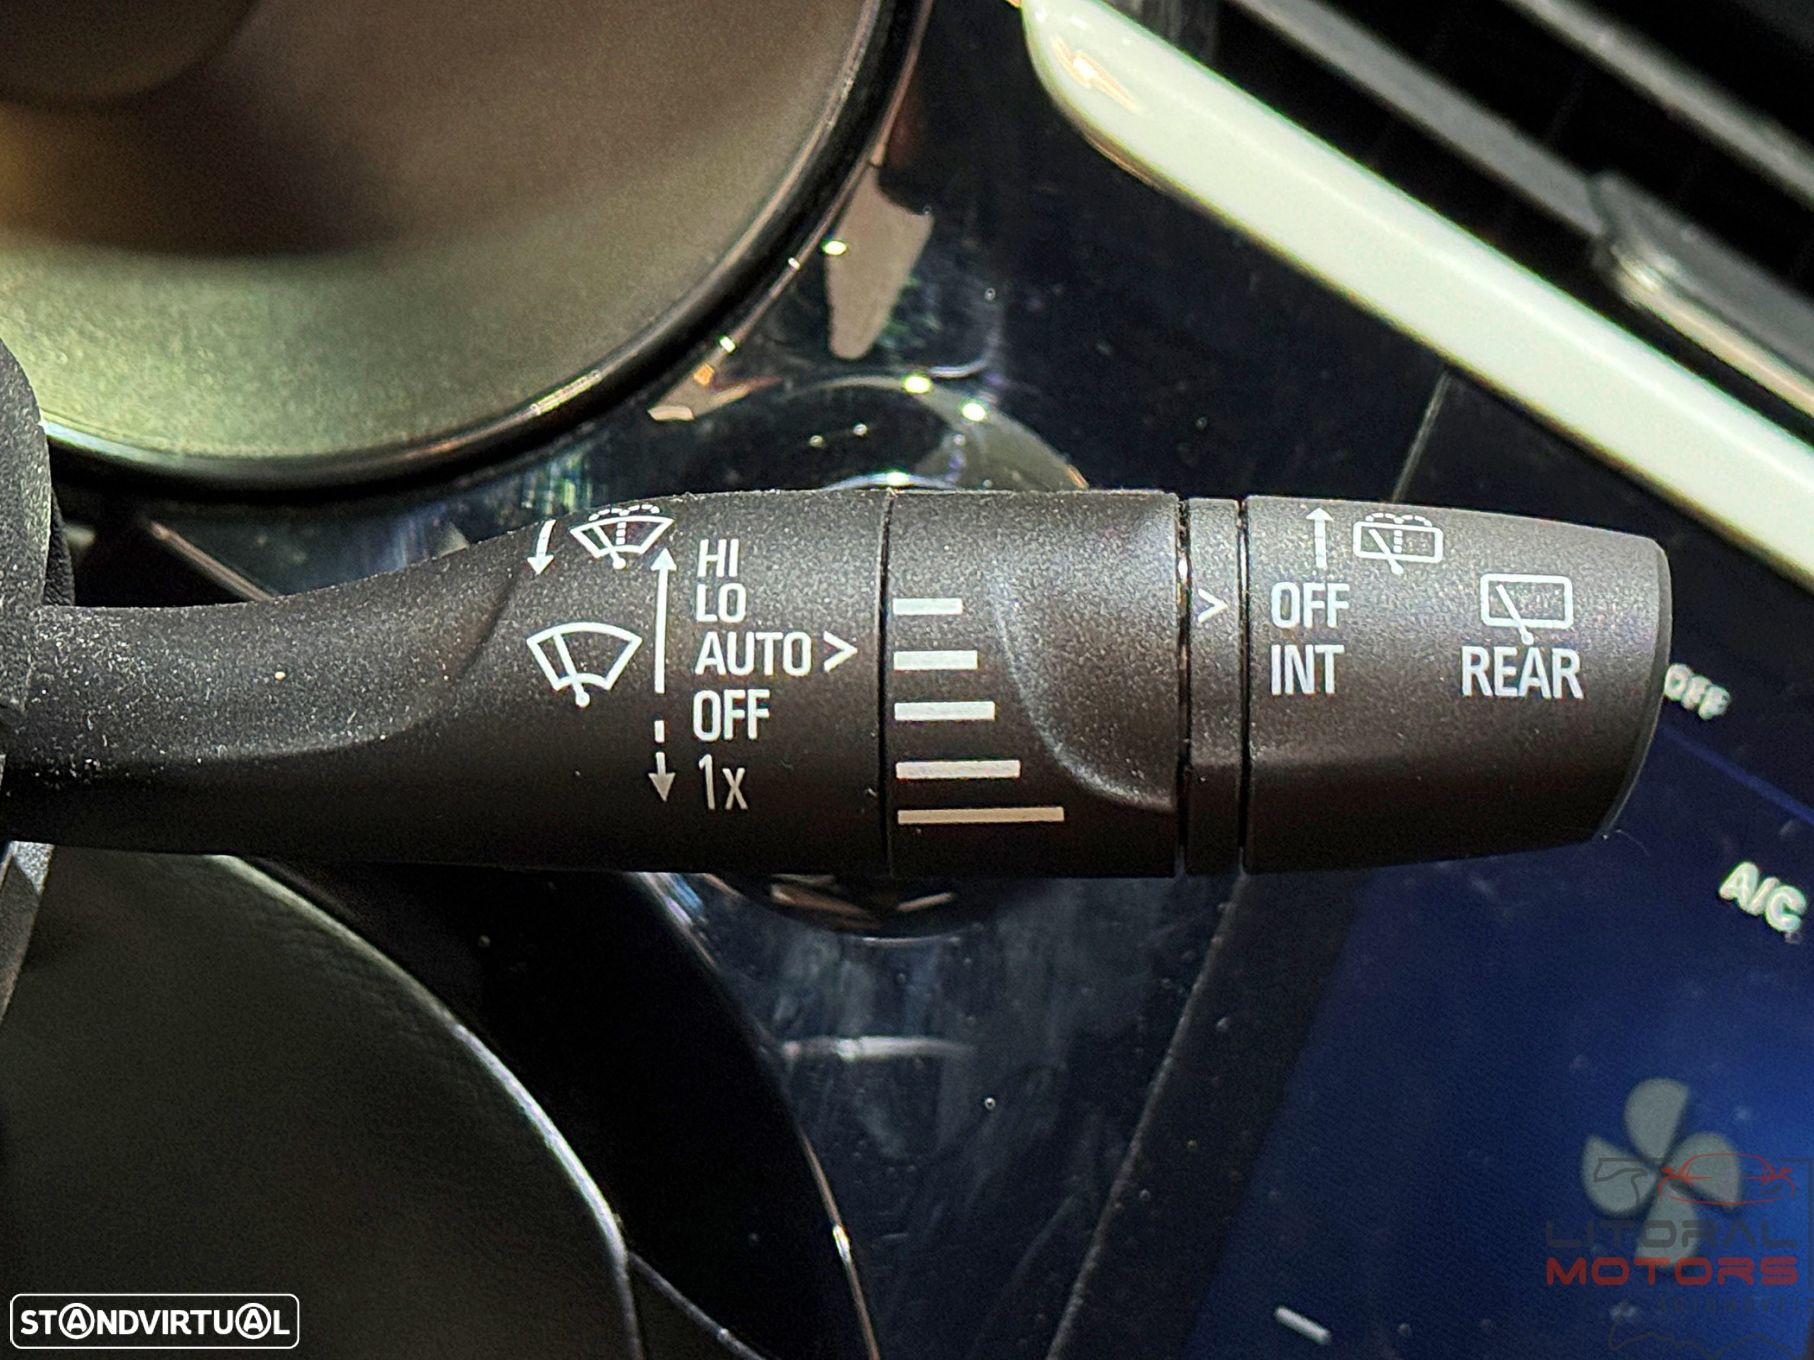 HI
LO
AUTO >
OFF
1x
>
OFF
INT
REAR
OFF
A/C
LITORAL
MOTORS
STANDVIRTUAL